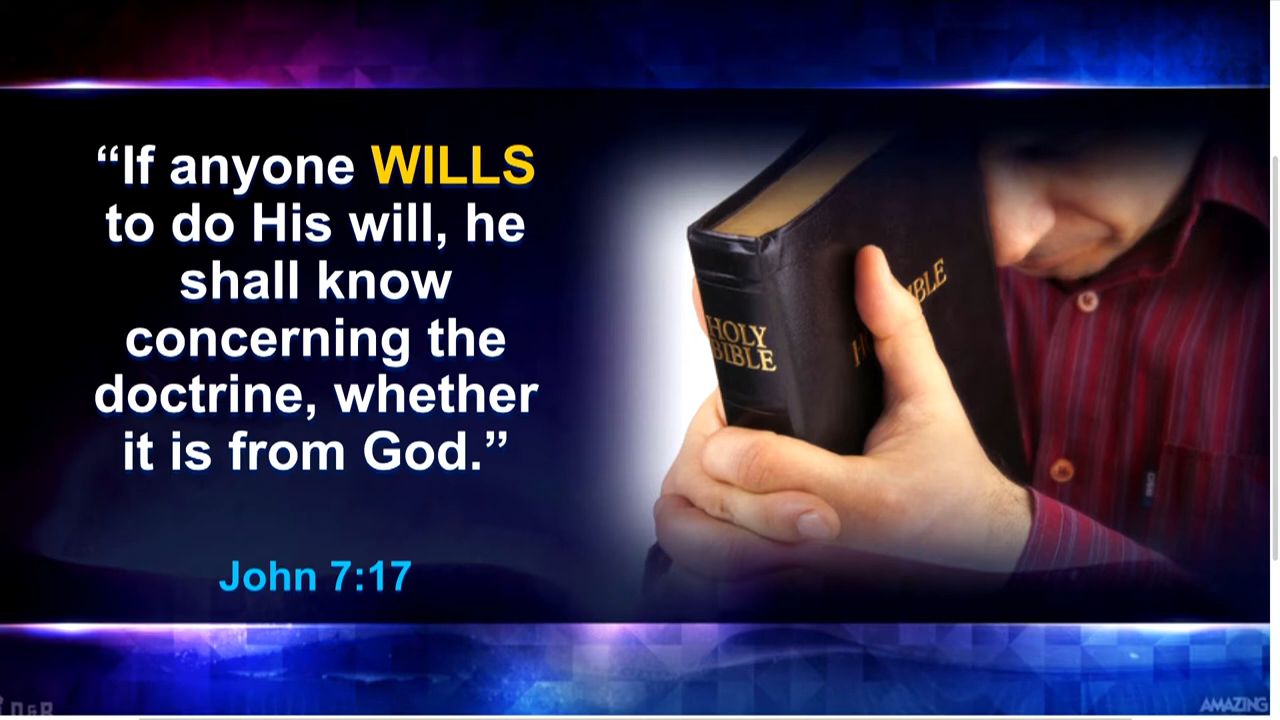 “If anyone WILLS
to do His will, he
shall know
concerning the
doctrine, whether
it is from God.”
John 7:17
HOLY
BIBLE
AMAZING